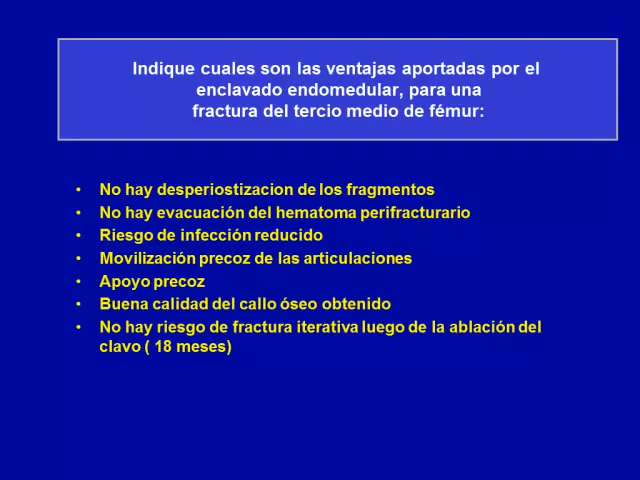 Indique cuales son las ventajas aportadas por el
enclavado endomedular, para una
fractura del tercio medio de fémur:
• No hay desperiostizacion de los fragmentos
• No hay evacuación del hematoma perifracturario
• Riesgo de infección reducido
• Movilización precoz de las articulaciones
• Apoyo precoz
• Buena calidad del callo óseo obtenido
• No hay riesgo de fractura iterativa luego de la ablación del
clavo ( 18 meses)